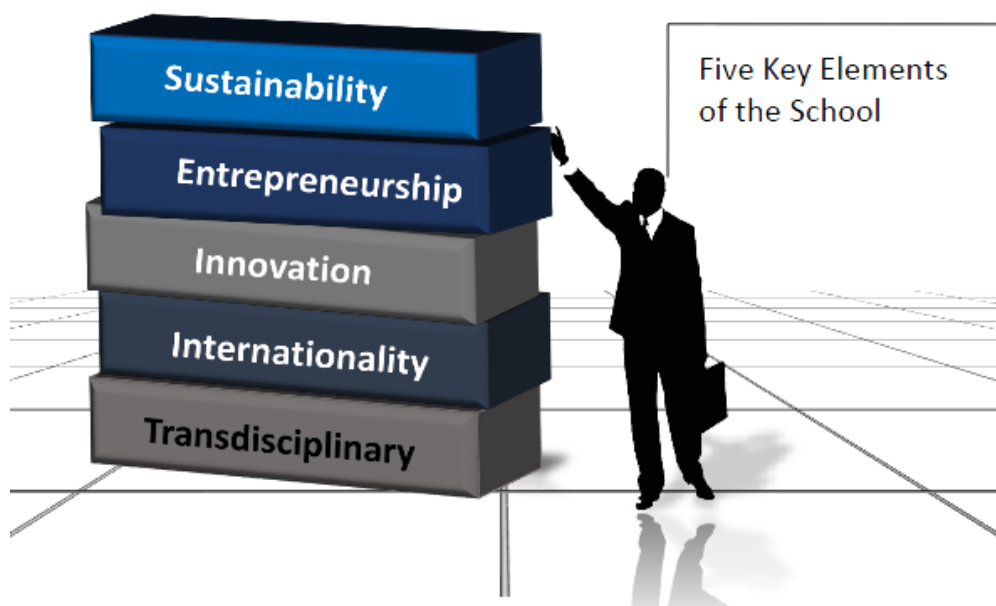 Sustainability
Entrepreneurship
Innovation
Internationality
Transdisciplinary
Five Key Elements
of the School